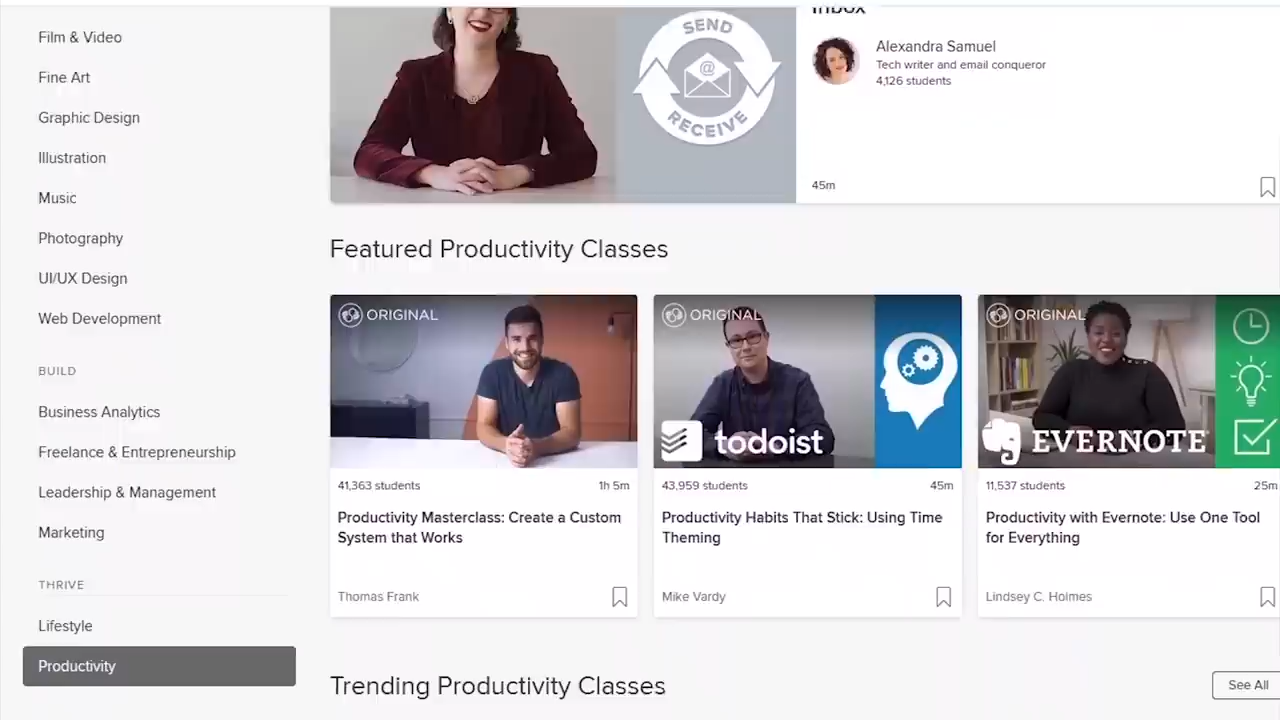 Film & Video
Fine Art
Graphic Design
Illustration
Music
Photography
UI/UX Design
Web Development
BUILD
Business Analytics
Freelance & Entrepreneurship
Leadership & Management
Marketing
THRIVE
Lifestyle
Productivity
SEND
@
RECEIVE
Inbox
Alexandra Samuel
Tech writer and email conqueror
4,126 students
45m
Featured Productivity Classes
ORIGINAL
41,363 students
1h 5m
Productivity Masterclass: Create a Custom
System that Works
Thomas Frank
ORIGINAL
todoist
43,959 students
45m
Productivity Habits That Stick: Using Time
Theming
Mike Vardy
ORIGINAL
EVERNOTE
11,537 students
25m
Productivity with Evernote: Use One Tool
for Everything
Lindsey C. Holmes
Trending Productivity Classes
See All